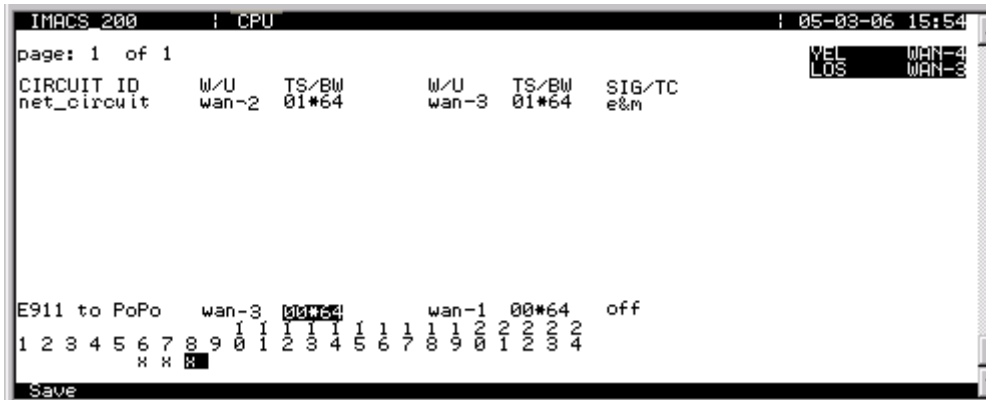 IMACS_200 | CPU | 05-03-06 15:54
page: 1 of 1 YEL WAN-4
LOS WAN-3
CIRCUIT ID W/U TS/BW W/U TS/BW SIG/TC
net_circuit wan-2 01*64 wan-3 01*64 e&m
E911 to PoPo wan-3 00*64 wan-1 00*64 off
1 1 1 1 1 1 1 1 1 1 2 2 2 2 2
1 2 3 4 5 6 7 8 9 0 1 2 3 4 5 6 7 8 9 0 1 2 3 4
x x x
Save